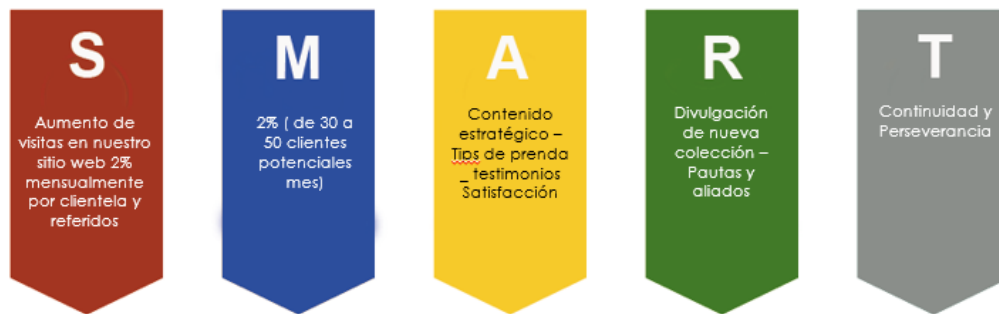 S
Aumento de
visitas en nuestro
sitio web 2%
mensualmente
por clientela y
referidos
M
2% ( de 30 a
50 clientes
potenciales
mes)
A
Contenido
estratégico –
Tips de prenda
_ testimonios
Satisfacción
R
Divulgación
de nueva
colección –
Pautas y
aliados
T
Continuidad y
Perseverancia